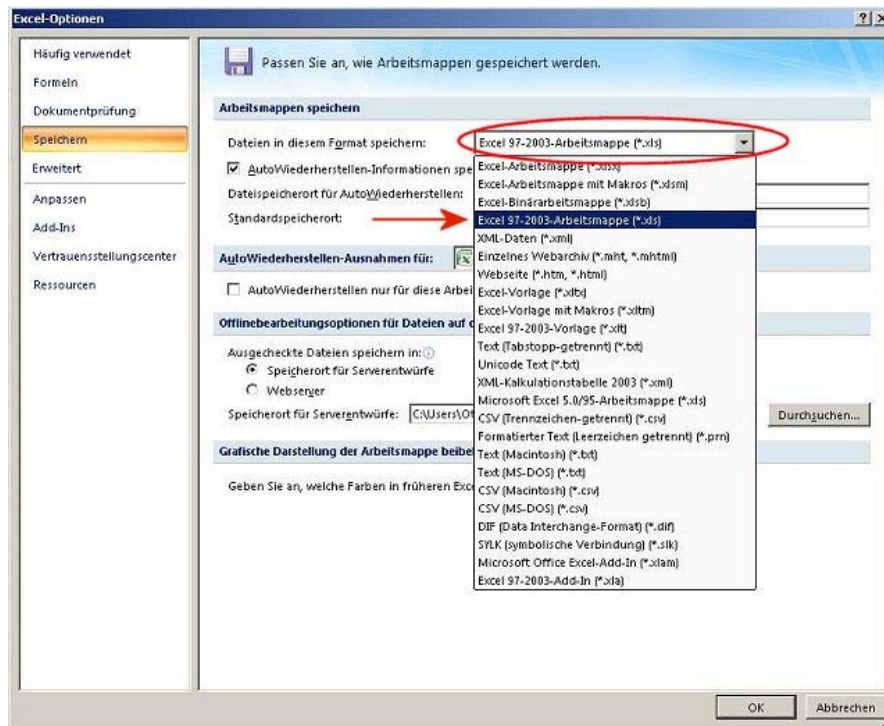 Excel-Optionen
Häufig verwendet
Formeln
Dokumentprüfung
Speichern
Erweitert
Anpassen
Add-Ins
Vertrauensstellungscenter
Ressourcen
Passen Sie an, wie Arbeitsmappen gespeichert werden.
Arbeitsmappen speichern
Dateien in diesem Format speichern: Excel 97-2003-Arbeitsmappe (*.xls)
AutoWiederherstellen-Informationen spe
Dateispeicherort für AutoWiederherstellen:
Standardspeicherort:
AutoWiederherstellen-Ausnahmen für:
AutoWiederherstellen nur für diese Arbei
Offlinebearbeitungsoptionen für Dateien auf
Ausgecheckte Dateien speichern in:
Speicherort für Serverentwürfe
Webserver
Speicherort für Serverentwürfe: C:\Users\Ot
Durchsuchen...
Grafische Darstellung der Arbeitsmappe beibe
Geben Sie an, welche Farben in früheren Exce
Excel-Arbeitsmappe (*.xlsx)
Excel-Arbeitsmappe mit Makros (*.xlsm)
Excel-Binärarbeitsmappe (*.xlsb)
Excel 97-2003-Arbeitsmappe (*.xls)
XML-Daten (*.xml)
Einzelnes Webarchiv (*.mht, *.mhtml)
Webseite (*.htm, *.html)
Excel-Vorlage (*.xltx)
Excel-Vorlage mit Makros (*.xltm)
Excel 97-2003-Vorlage (*.xlt)
Text (Tabstopp-getrennt) (*.txt)
Unicode Text (*.txt)
XML-Kalkulationstabelle 2003 (*.xml)
Microsoft Excel 5.0/95-Arbeitsmappe (*.xls)
CSV (Trennzeichen-getrennt) (*.csv)
Formatierter Text (Leerzeichen getrennt) (*.prn)
Text (Macintosh) (*.txt)
Text (MS-DOS) (*.txt)
CSV (Macintosh) (*.csv)
CSV (MS-DOS) (*.csv)
DIF (Data Interchange-Format) (*.dif)
SYLK (symbolische Verbindung) (*.slk)
Microsoft Office Excel-Add-In (*.xlam)
Excel 97-2003-Add-In (*.xla)
OK
Abbrechen